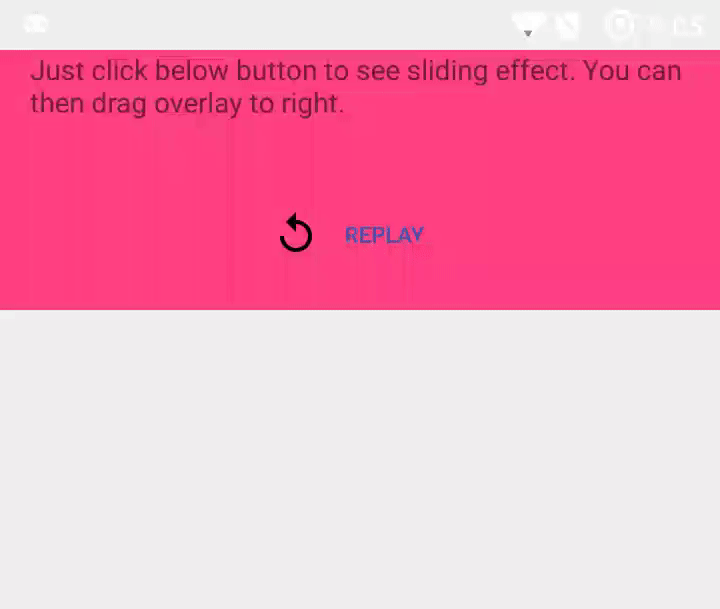 Just click below button to see sliding effect. You can
then drag overlay to right.
REPLAY